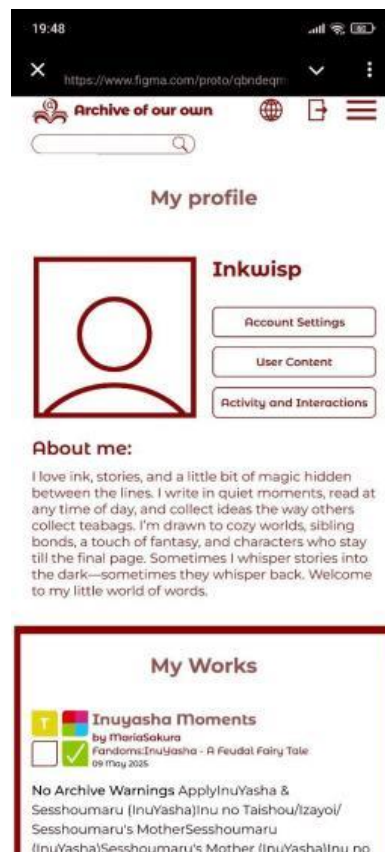 19:48
https://www.figma.com/proto/qbndeqm
Archive of our own
My profile
Inkwisp
Account Settings
User Content
Activity and Interactions
About me:
I love ink, stories, and a little bit of magic hidden
between the lines. I write in quiet moments, read at
any time of day, and collect ideas the way others
collect teabags. I'm drawn to cozy worlds, sibling
bonds, a touch of fantasy, and characters who stay
till the final page. Sometimes I whisper stories into
the dark—sometimes they whisper back. Welcome
to my little world of words.
My Works
T
Inuyasha Moments
by MariaSakura
Fandoms:InuYasha - A Feudal Fairy Tale
09 May 2025
No Archive Warnings ApplyInuYasha &
Sesshoumaru (InuYasha)Inu no Taishou/Izayoi/
Sesshoumaru's MotherSesshoumaru
(InuYasha)Sesshoumaru's Mother (InuYasha)Inu no